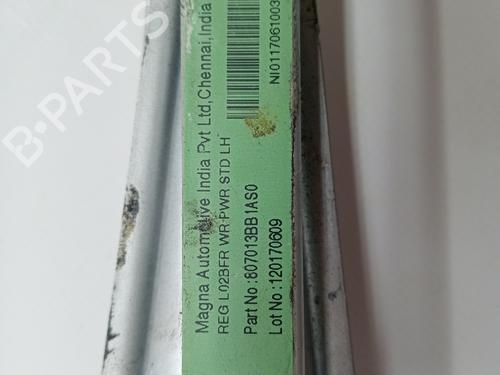 Magna Automotive India Pvt Ltd,Chennai,India
REG L02BFR WR-PWR STD LH
Part No :807013BB1AS0
Lot No :120170609
NI0117061003
B-PARTS